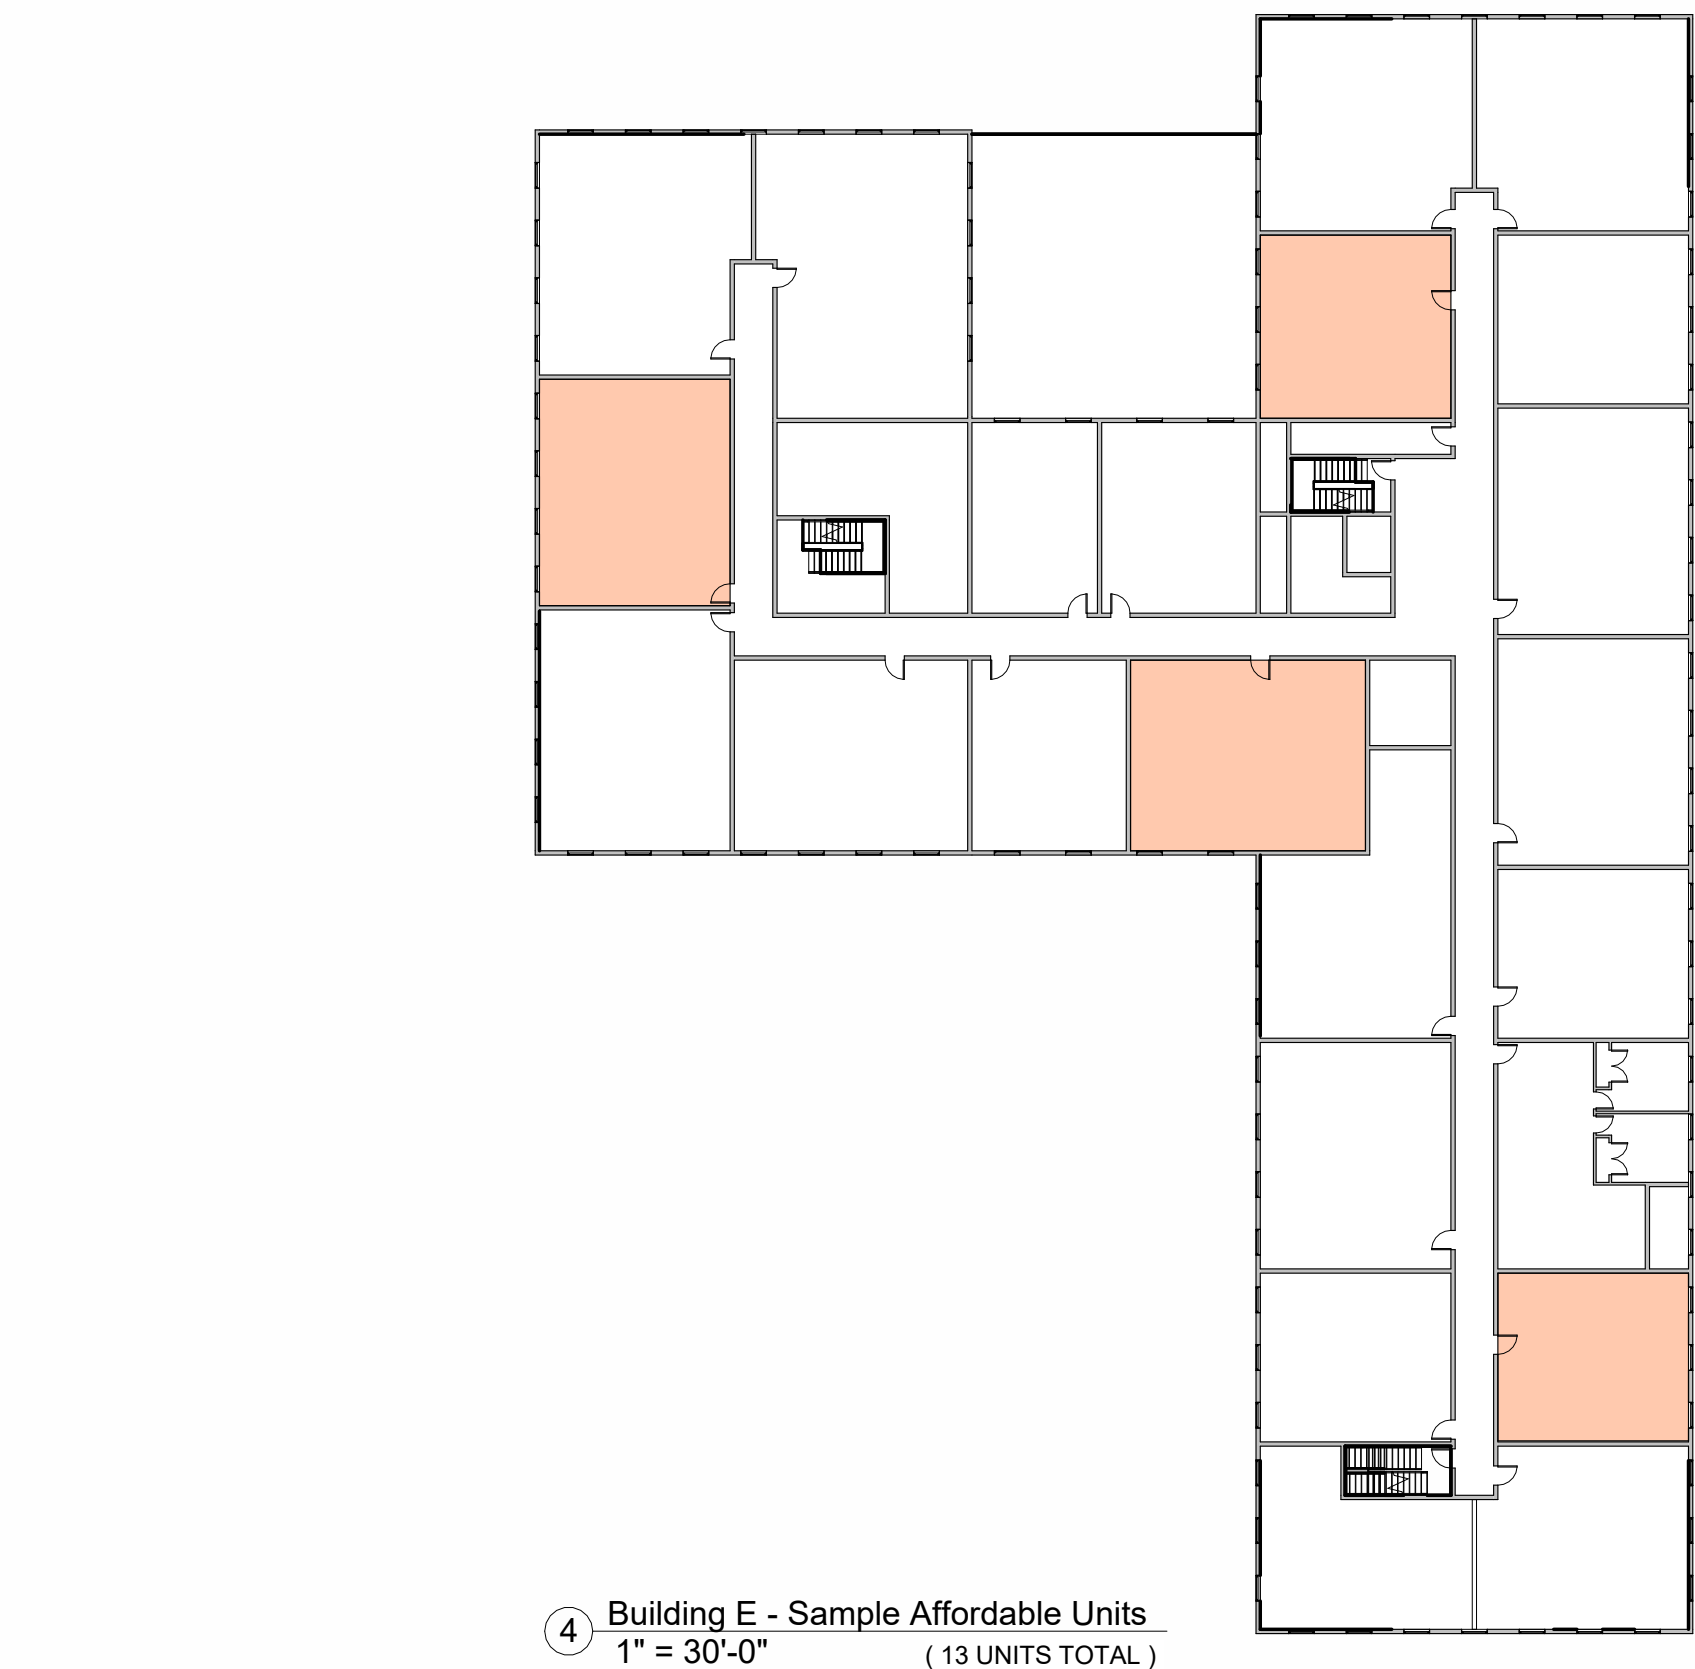 4
Building E - Sample Affordable Units
1" = 30'-0"
( 13 UNITS TOTAL )